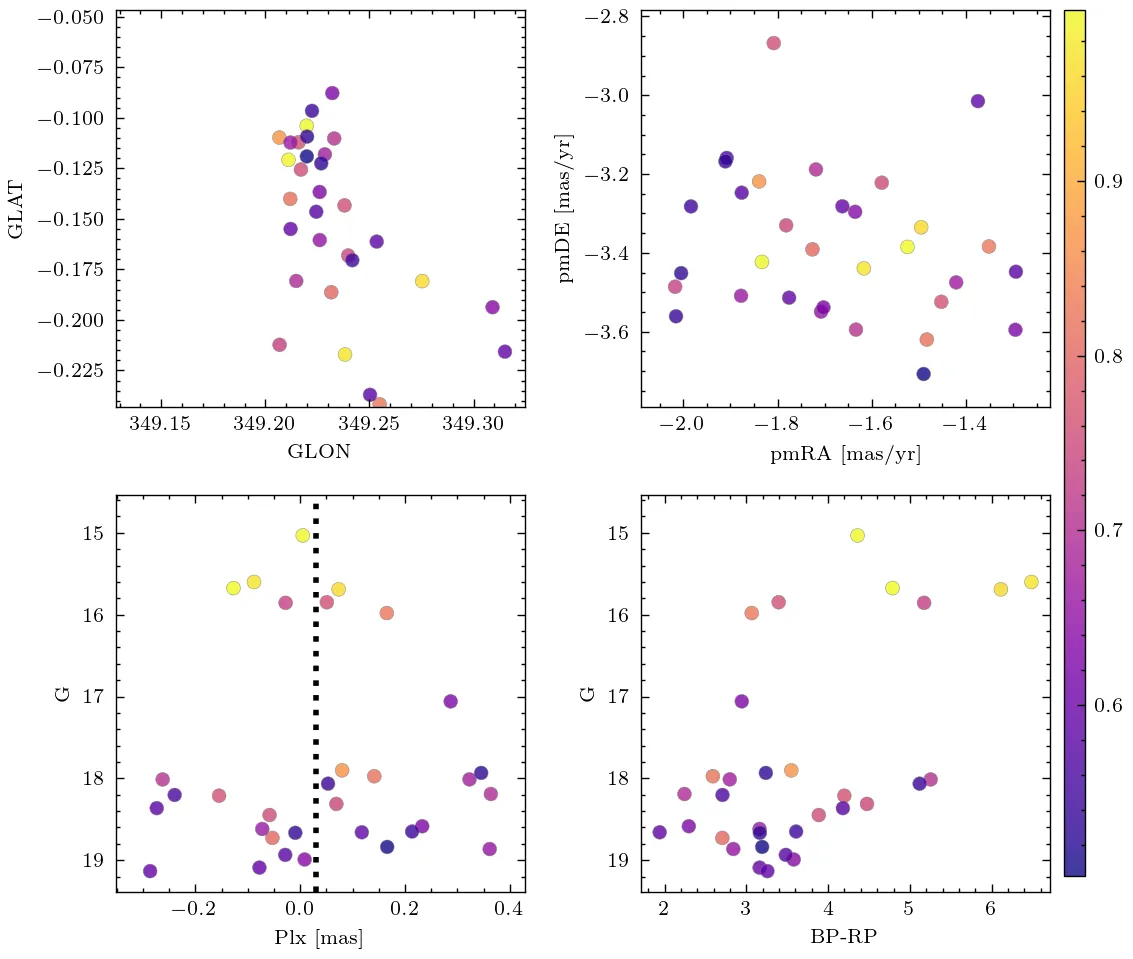 −0.050
−0.075
−0.100
−0.125
−0.150
−0.175
−0.200
−0.225
GLAT
349.15 349.20 349.25 349.30
GLON
−2.8
−3.0
−3.2
−3.4
−3.6
pmDE [mas/yr]
−2.0 −1.8 −1.6 −1.4
pmRA [mas/yr]
15
16
17
18
19
G
−0.2 0.0 0.2 0.4
Plx [mas]
15
16
17
18
19
G
2 3 4 5 6
BP-RP
0.9
0.8
0.7
0.6